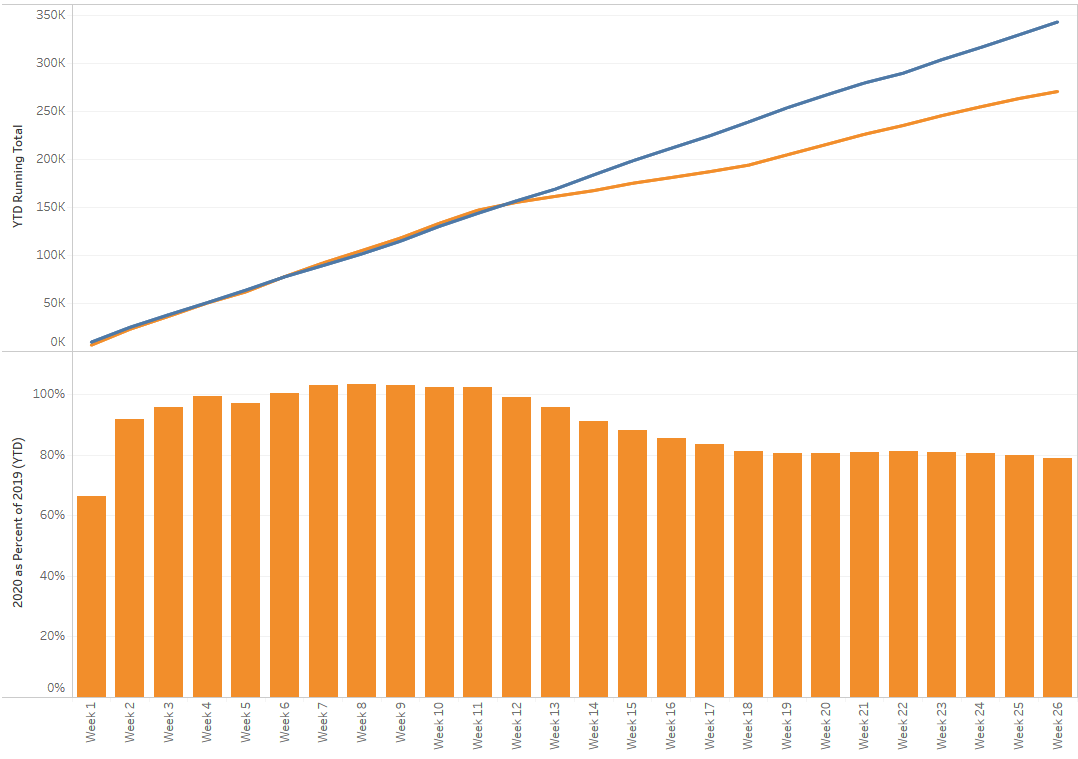 350K
300K
250K
200K
150K
100K
50K
0K
YTD Running Total
100%
80%
60%
40%
20%
0%
2020 as Percent of 2019 (YTD)
Week 1
Week 2
Week 3
Week 4
Week 5
Week 6
Week 7
Week 8
Week 9
Week 10
Week 11
Week 12
Week 13
Week 14
Week 15
Week 16
Week 17
Week 18
Week 19
Week 20
Week 21
Week 22
Week 23
Week 24
Week 25
Week 26